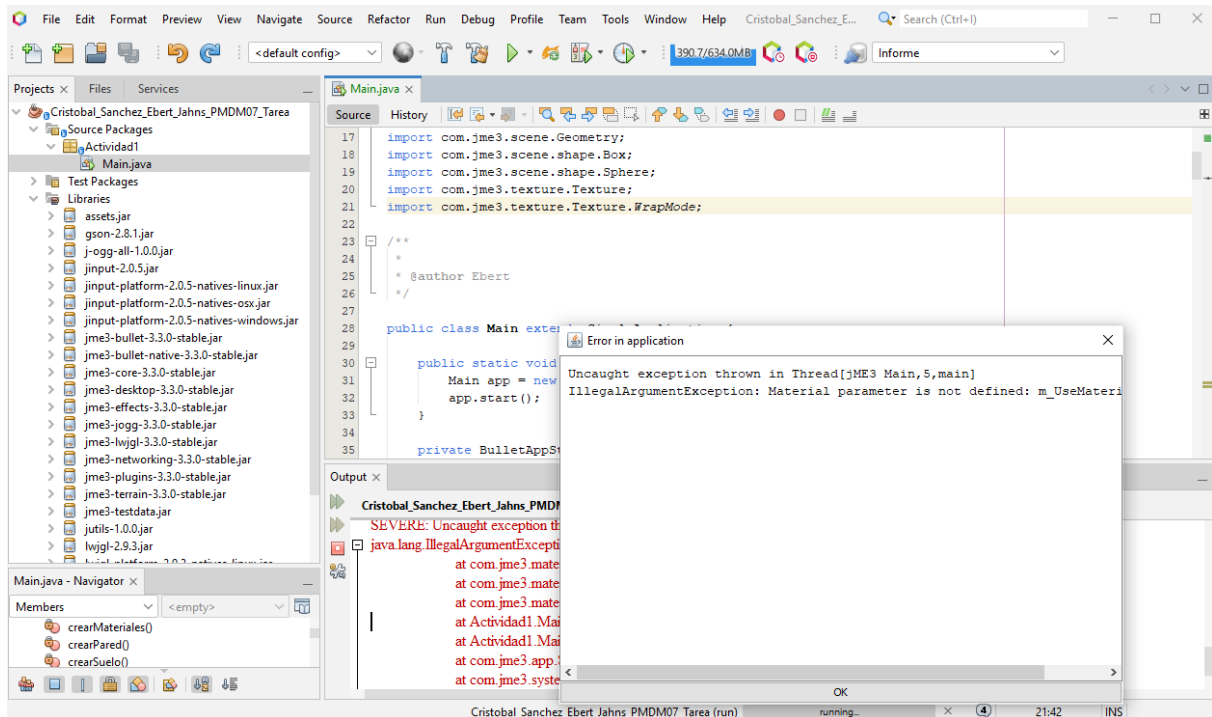 File Edit Format Preview View Navigate Source Refactor Run Debug Profile Team Tools Window Help Cristobal_Sanchez_E... Search (Ctrl+I)
<default config> 390.7/634.0MB Informe
Projects Files Services
Cristobal_Sanchez_Ebert_Jahns_PMDM07_Tarea
Source Packages
Actividad1
Main.java
Test Packages
Libraries
assets.jar
gson-2.8.1.jar
j-ogg-all-1.0.0.jar
jinput-2.0.5.jar
jinput-platform-2.0.5-natives-linux.jar
jinput-platform-2.0.5-natives-osx.jar
jinput-platform-2.0.5-natives-windows.jar
jme3-bullet-3.3.0-stable.jar
jme3-bullet-native-3.3.0-stable.jar
jme3-core-3.3.0-stable.jar
jme3-desktop-3.3.0-stable.jar
jme3-effects-3.3.0-stable.jar
jme3-jogg-3.3.0-stable.jar
jme3-lwjgl-3.3.0-stable.jar
jme3-networking-3.3.0-stable.jar
jme3-plugins-3.3.0-stable.jar
jme3-terrain-3.3.0-stable.jar
jme3-testdata.jar
jutils-1.0.0.jar
lwjgl-2.9.3.jar
Main.java - Navigator
Members <empty>
crearMateriales()
crearPared()
crearSuelo()
Main.java
Source History
17 import com.jme3.scene.Geometry;
18 import com.jme3.scene.shape.Box;
19 import com.jme3.scene.shape.Sphere;
20 import com.jme3.texture.Texture;
21 import com.jme3.texture.Texture.WrapMode;
22
23 /**
24 *
25 * @author Ebert
26 */
27
28 public class Main exten
29
30 public static void
31 Main app = new
32 app.start();
33 }
34
35 private BulletAppSt
Output
Cristobal_Sanchez_Ebert_Jahns_PMDM
SEVERE: Uncaught exception th
java.lang.IllegalArgumentExcepti
at com.jme3.mate
at com.jme3.mate
at com.jme3.mate
at Actividad1.Mai
at Actividad1.Mai
at com.jme3.app.
at com.jme3.syste
Error in application
Uncaught exception thrown in Thread[jME3 Main,5,main]
IllegalArgumentException: Material parameter is not defined: m_UseMateri
OK
Cristobal_Sanchez_Ebert_Jahns_PMDM07_Tarea (run) running... 4 21:42 INS